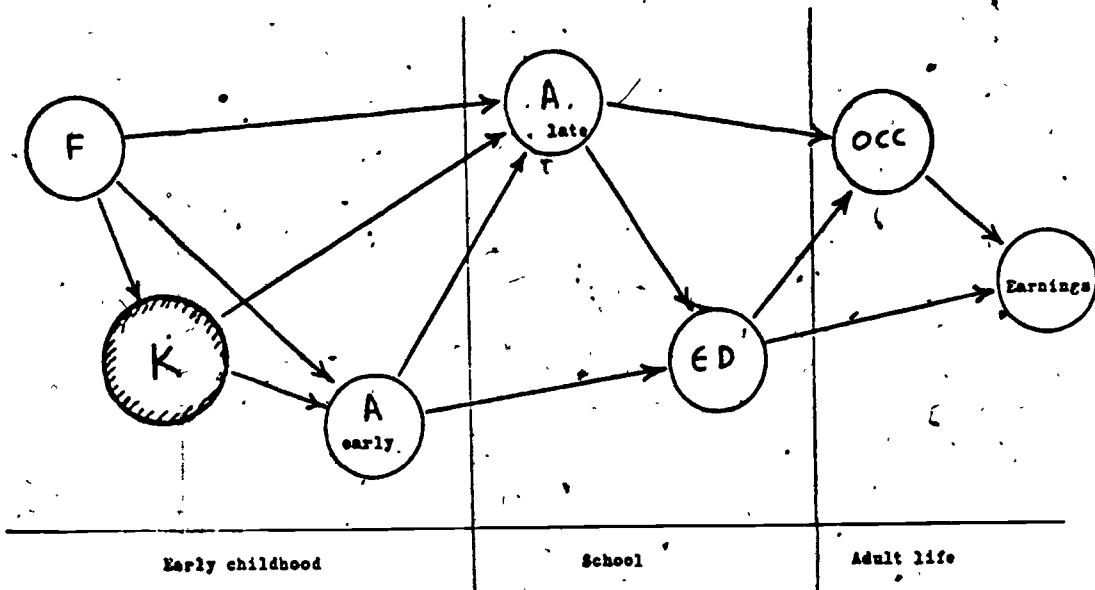 F
K
A
early
A
late
ED
OCC
Earnings
Early childhood
School
Adult life